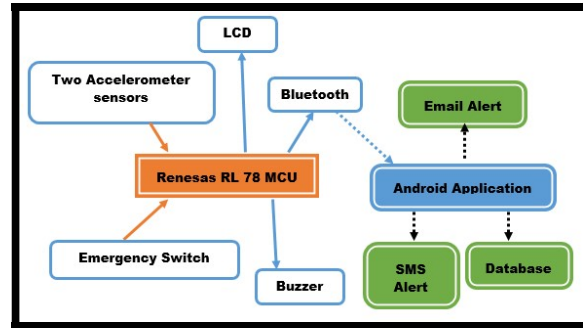 LCD
Two Accelerometer
sensors
Bluetooth
Email Alert
Renesas RL 78 MCU
Android Application
Emergency Switch
Buzzer
SMS
Alert
Database